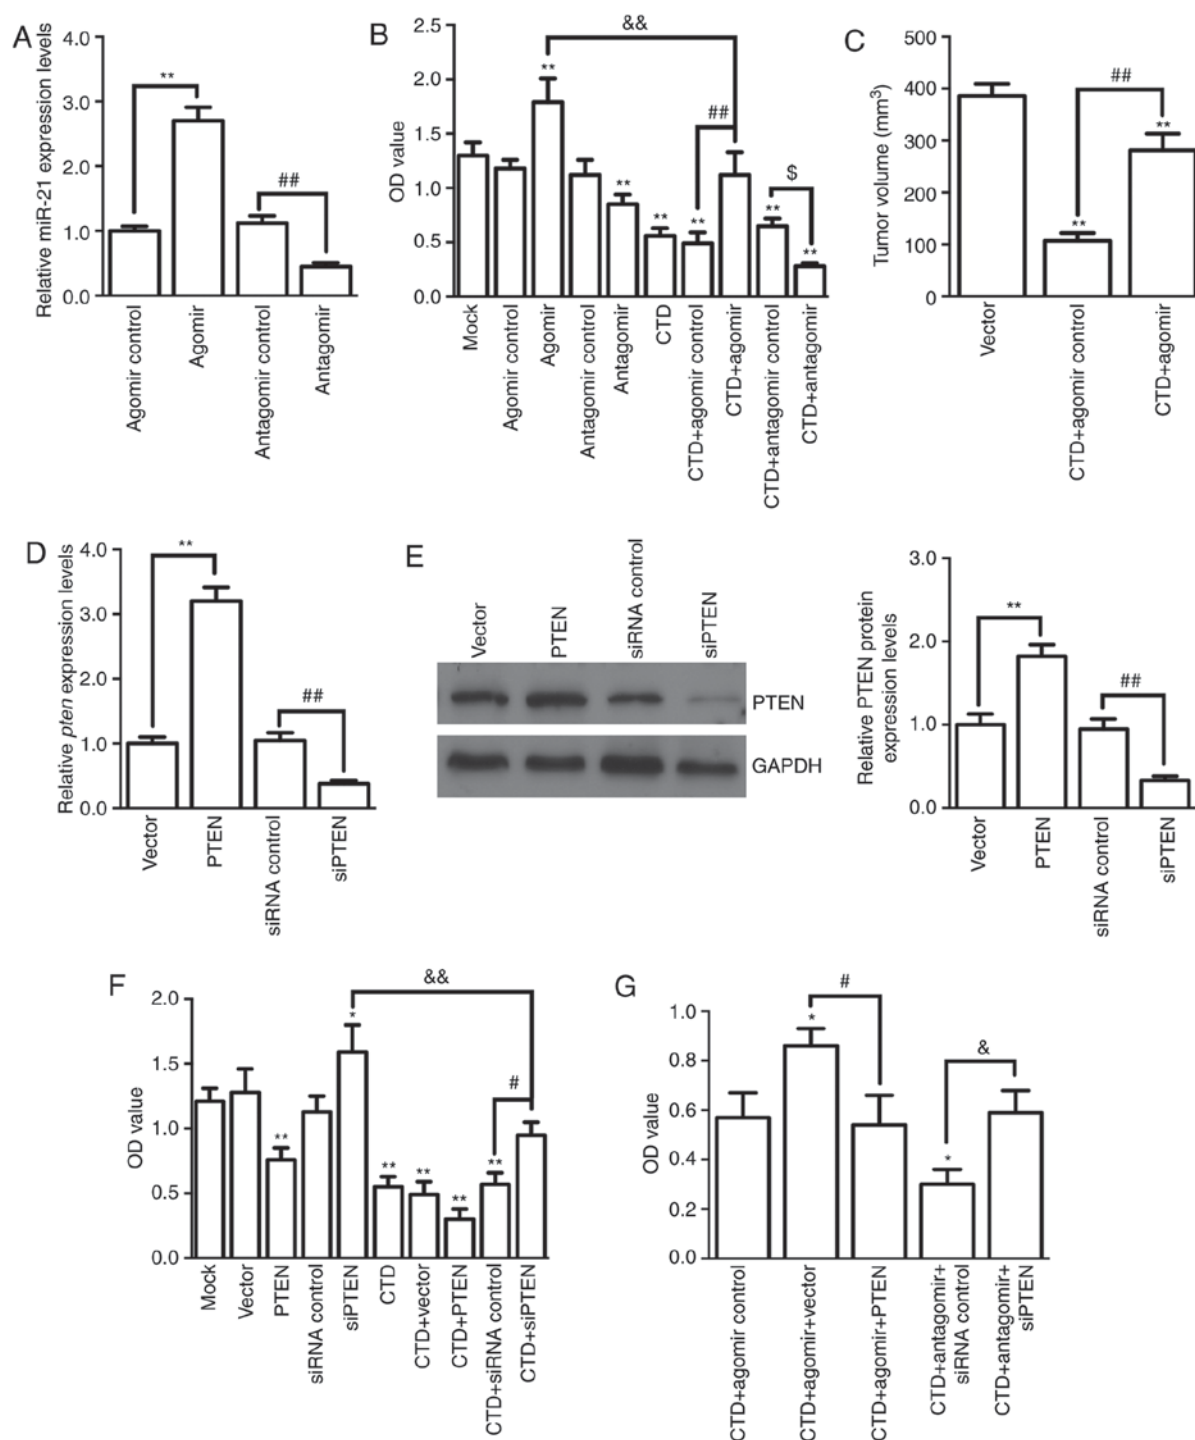 A
Relative miR-21 expression levels
4.0
3.0
2.0
1.0
0.0
**
##
Agomir control
Agomir
Antagomir control
Antagomir
B
OD value
2.5
2.0
1.5
1.0
0.5
0.0
&&
**
##
**
**
**
$
**
**
Mock
Agomir control
Agomir
Antagomir control
Antagomir
CTD
CTD+agomir control
CTD+agomir
CTD+antagomir control
CTD+antagomir
C
Tumor volume (mm³)
500
400
300
200
100
0
##
**
**
Vector
CTD+agomir control
CTD+agomir
D
Relative pten expression levels
4.0
3.0
2.0
1.0
0.0
**
##
Vector
PTEN
siRNA control
siPTEN
E
Vector
PTEN
siRNA control
siPTEN
PTEN
GAPDH
Relative PTEN protein
expression levels
3.0
2.0
1.0
0.0
**
##
Vector
PTEN
siRNA control
siPTEN
F
OD value
2.0
1.5
1.0
0.5
0.0
&&
*
#
**
**
**
**
**
Mock
Vector
PTEN
siRNA control
siPTEN
CTD
CTD+vector
CTD+PTEN
CTD+siRNA control
CTD+siPTEN
G
OD value
1.0
0.8
0.6
0.4
0.2
0.0
#
*
&
*
CTD+agomir control
CTD+agomir+vector
CTD+agomir+PTEN
CTD+antagomir+
siRNA control
CTD+antagomir+
siPTEN